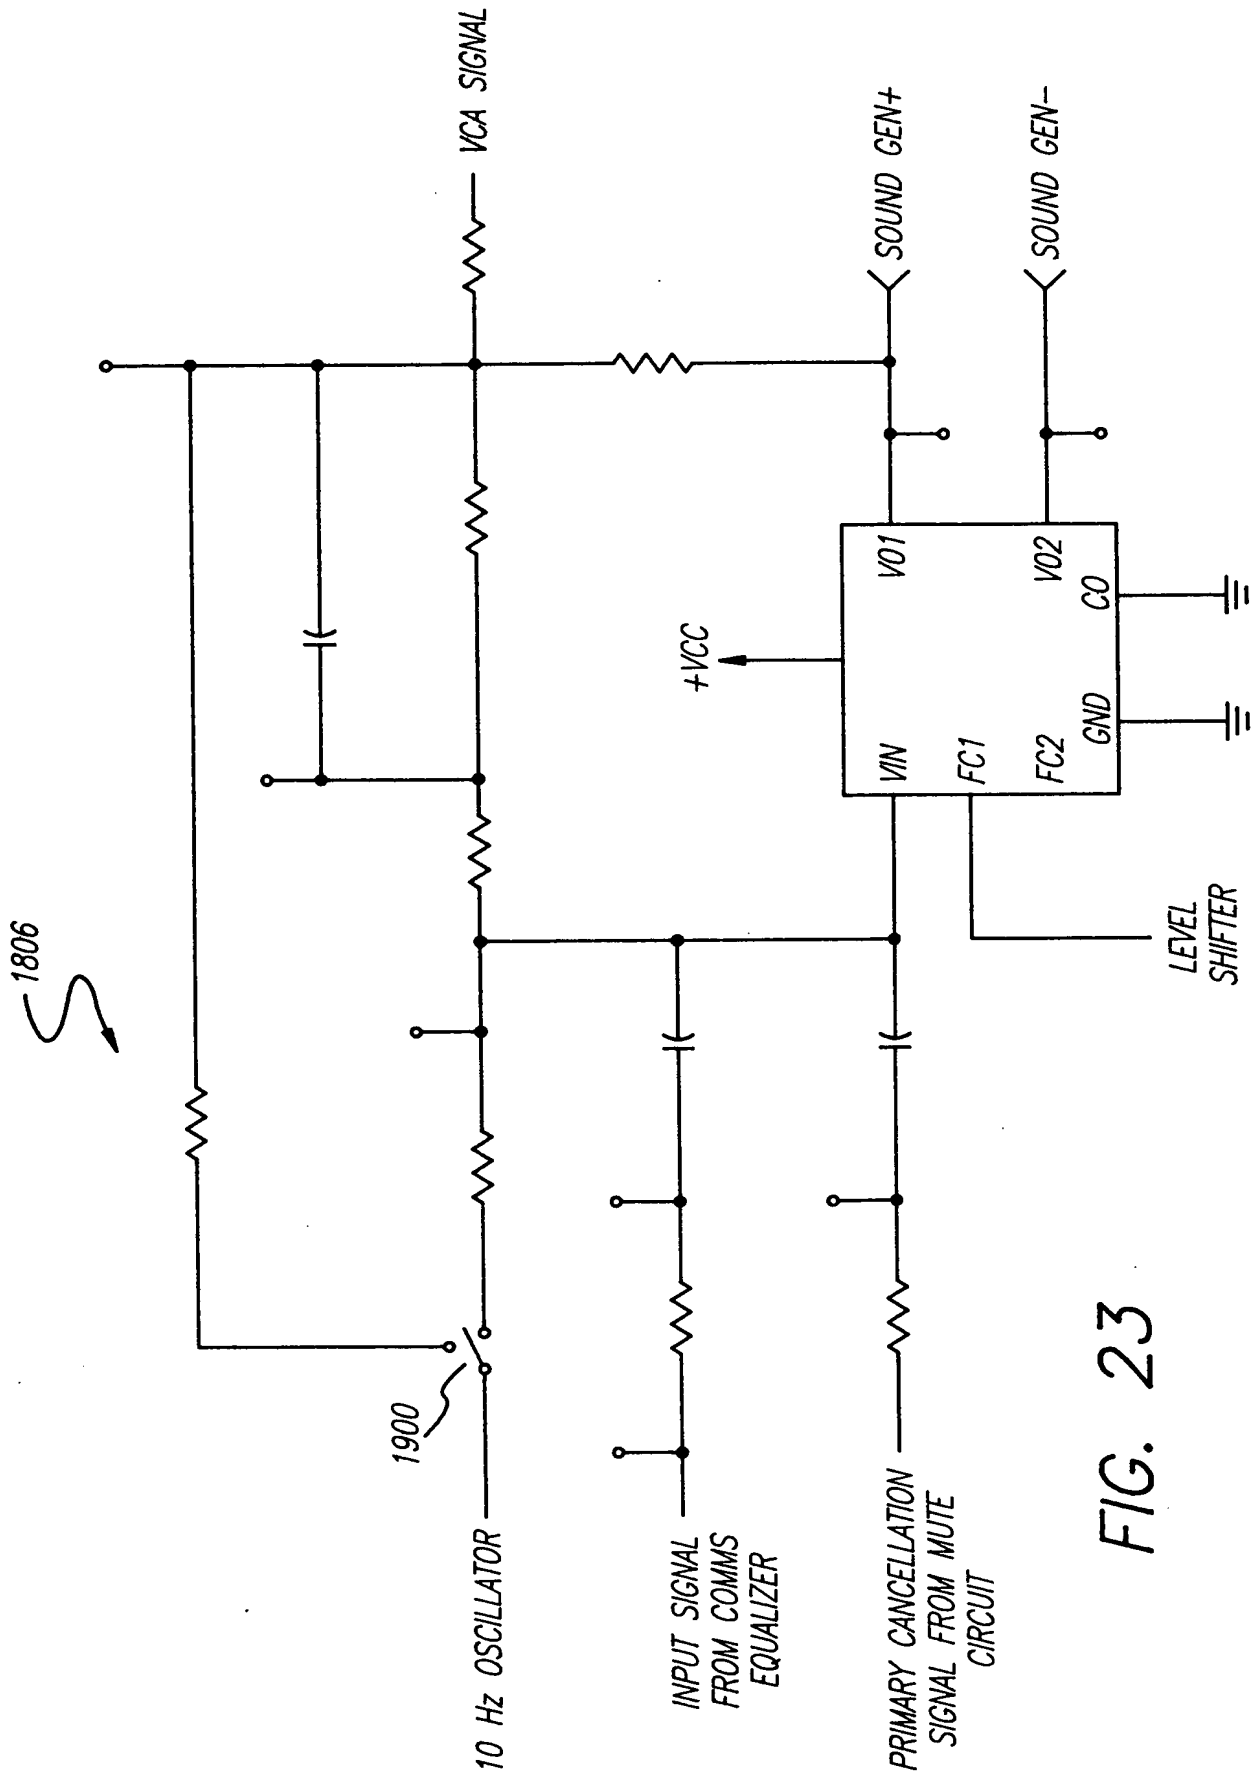 1806
VCA SIGNAL
1900
10 Hz OSCILLATOR
+VCC
SOUND GEN+
SOUND GEN-
VIN
VO1
FC1
FC2
VO2
GND
CO
INPUT SIGNAL
FROM COMMS
EQUALIZER
LEVEL
SHIFTER
PRIMARY CANCELLATION
SIGNAL FROM MUTE
CIRCUIT
FIG. 23